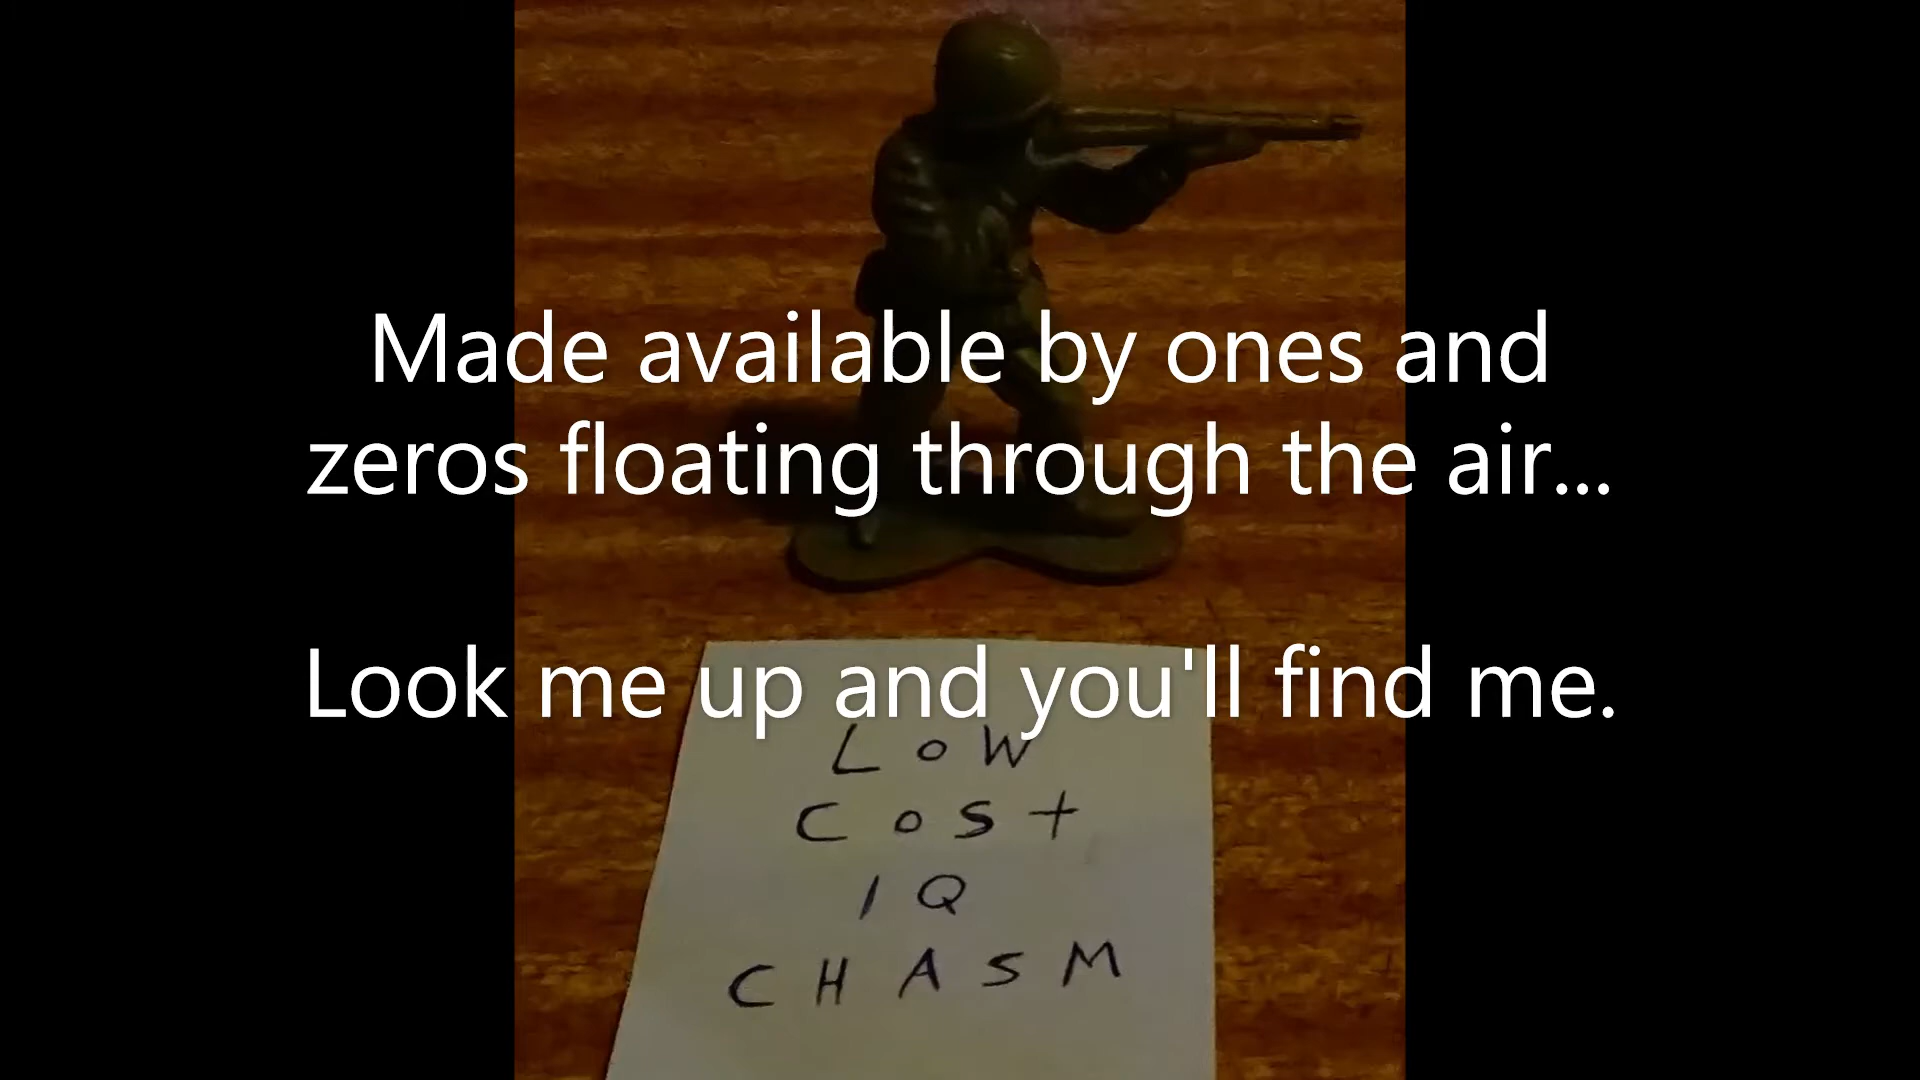 Made available by ones and
zeros floating through the air...
Look me up and you'll find me.
LoW
CoSt
IQ
CHASM